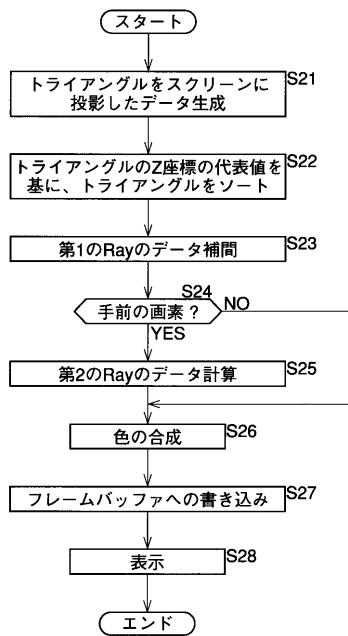 スタート
S21
トライアングルをスクリーンに
投影したデータ生成
S22
トライアングルのZ座標の代表値を
基に、トライアングルをソート
S23
第1のRayのデータ補間
S24
手前の画素？
NO
YES
S25
第2のRayのデータ計算
色の合成
S26
フレームバッファへの書き込み
S27
表示
S28
エンド